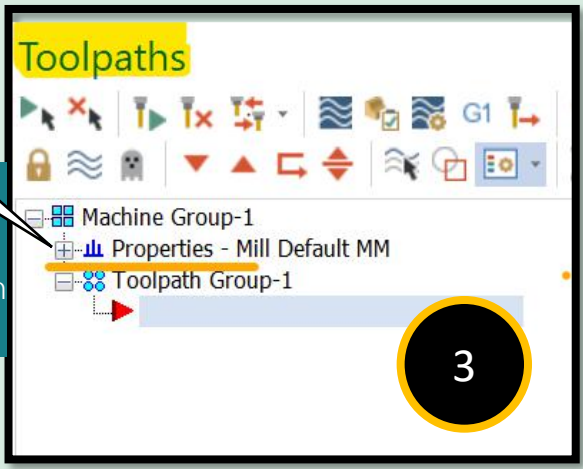 Toolpaths
G1
Machine Group-1
Properties - Mill Default MM
Toolpath Group-1
3